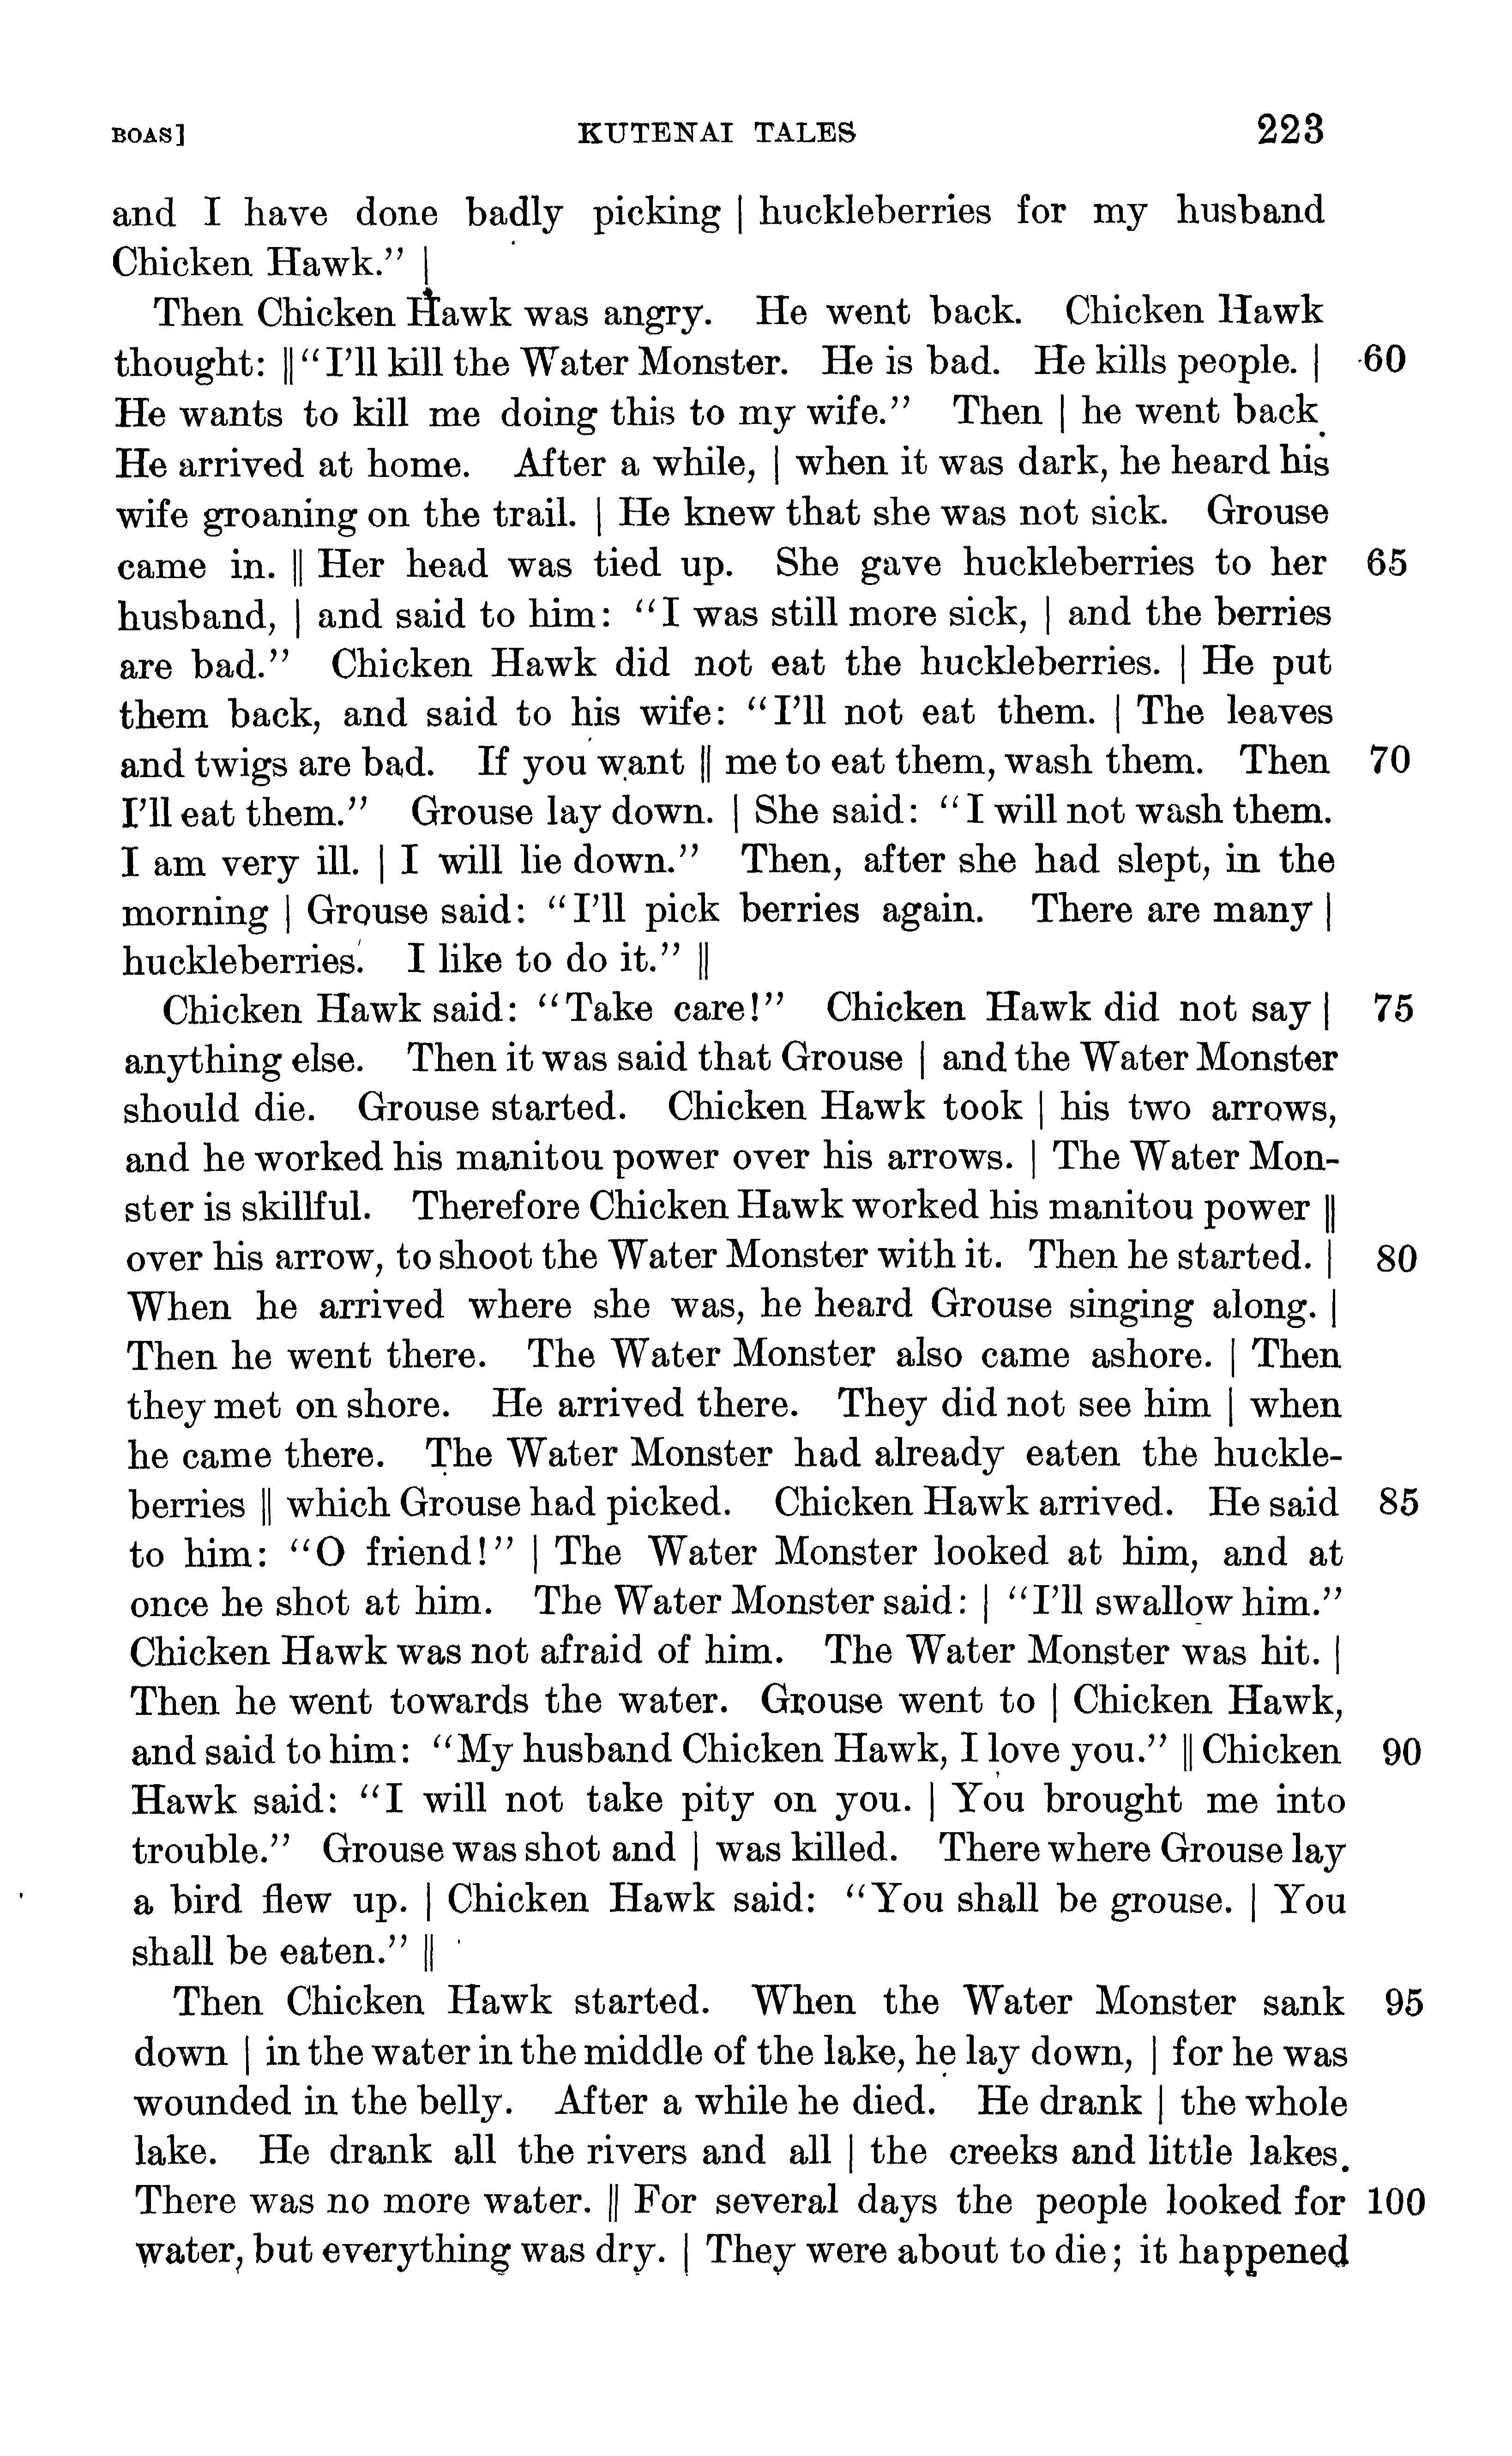 BOAS] KUTENAI TALES 223
and I have done badly picking | huckleberries for my husband
Chicken Hawk.” |
Then Chicken Hawk was angry. He went back. Chicken Hawk
thought: || “I’ll kill the Water Monster. He is bad. He kills people. | 60
He wants to kill me doing this to my wife.” Then | he went back.
He arrived at home. After a while, | when it was dark, he heard his
wife groaning on the trail. | He knew that she was not sick. Grouse
came in. || Her head was tied up. She gave huckleberries to her 65
husband, | and said to him: “I was still more sick, | and the berries
are bad.” Chicken Hawk did not eat the huckleberries. | He put
them back, and said to his wife: “I’ll not eat them. | The leaves
and twigs are bad. If you want || me to eat them, wash them. Then 70
I’ll eat them.” Grouse lay down. | She said: “I will not wash them.
I am very ill. | I will lie down.” Then, after she had slept, in the
morning | Grouse said: “I’ll pick berries again. There are many |
huckleberries. I like to do it.” ||
Chicken Hawk said: “Take care!” Chicken Hawk did not say | 75
anything else. Then it was said that Grouse | and the Water Monster
should die. Grouse started. Chicken Hawk took | his two arrows,
and he worked his manitou power over his arrows. | The Water Mon-
ster is skillful. Therefore Chicken Hawk worked his manitou power ||
over his arrow, to shoot the Water Monster with it. Then he started. | 80
When he arrived where she was, he heard Grouse singing along. |
Then he went there. The Water Monster also came ashore. | Then
they met on shore. He arrived there. They did not see him | when
he came there. The Water Monster had already eaten the huckle-
berries || which Grouse had picked. Chicken Hawk arrived. He said 85
to him: “O friend!” | The Water Monster looked at him, and at
once he shot at him. The Water Monster said: | “I’ll swallow him.”
Chicken Hawk was not afraid of him. The Water Monster was hit. |
Then he went towards the water. Grouse went to | Chicken Hawk,
and said to him: “My husband Chicken Hawk, I love you.” || Chicken 90
Hawk said: “I will not take pity on you. | You brought me into
trouble.” Grouse was shot and | was killed. There where Grouse lay
a bird flew up. | Chicken Hawk said: “You shall be grouse. | You
shall be eaten.” ||
Then Chicken Hawk started. When the Water Monster sank 95
down | in the water in the middle of the lake, he lay down, | for he was
wounded in the belly. After a while he died. He drank | the whole
lake. He drank all the rivers and all | the creeks and little lakes.
There was no more water. || For several days the people looked for 100
water, but everything was dry. | They were about to die; it happened